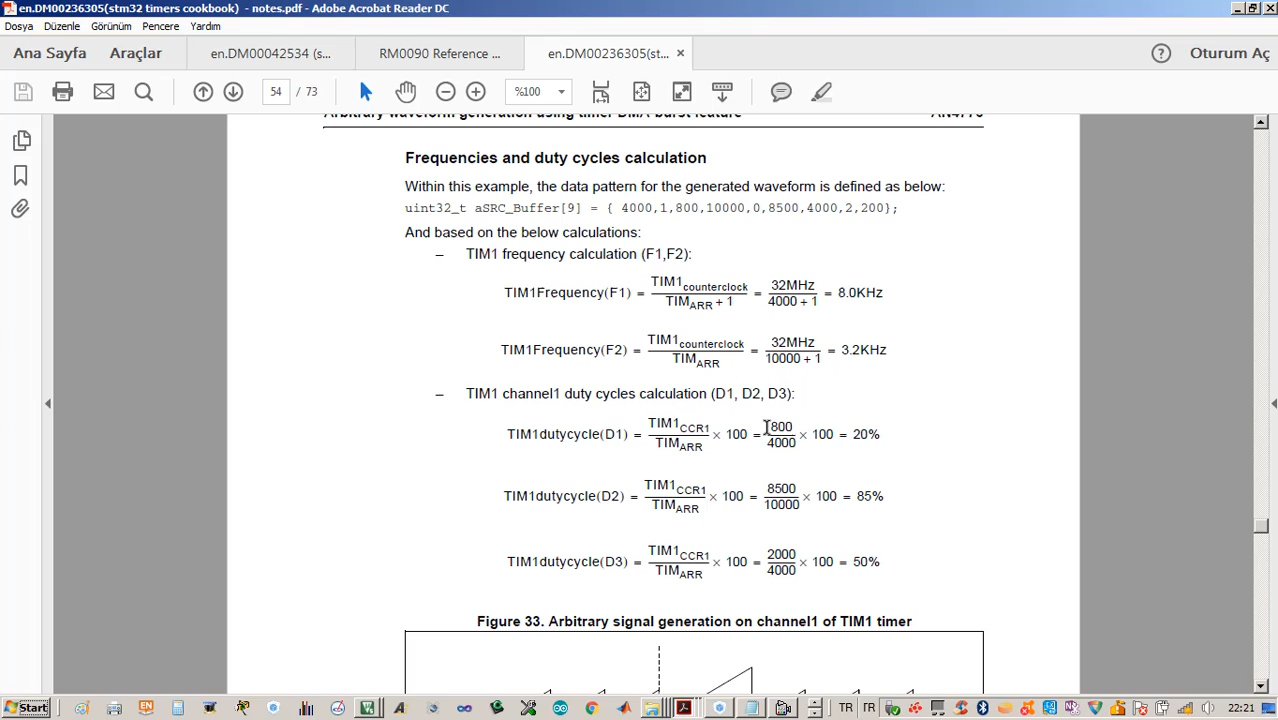 en.DM00236305(stm32 timers cookbook) - notes.pdf - Adobe Acrobat Reader DC
Dosya Düzenle Görünüm Pencere Yardım
Ana Sayfa Araçlar en.DM00042534 (s... RM0090 Reference ... en.DM00236305(st... × ? Oturum Aç
54 / 73 %100
Arbitrary waveform generation using timer DMA burst feature
Frequencies and duty cycles calculation
Within this example, the data pattern for the generated waveform is defined as below:
uint32_t aSRC_Buffer[9] = { 4000,1,800,10000,0,8500,4000,2,200};
And based on the below calculations:
– TIM1 frequency calculation (F1,F2):
TIM1Frequency(F1) = TIM1counterclock / TIMARR + 1 = 32MHz / 4000 + 1 = 8.0KHz
TIM1Frequency(F2) = TIM1counterclock / TIMARR = 32MHz / 10000 + 1 = 3.2KHz
– TIM1 channel1 duty cycles calculation (D1, D2, D3):
TIM1dutycycle(D1) = TIM1CCR1 / TIMARR × 100 = 800 / 4000 × 100 = 20%
TIM1dutycycle(D2) = TIM1CCR1 / TIMARR × 100 = 8500 / 10000 × 100 = 85%
TIM1dutycycle(D3) = TIM1CCR1 / TIMARR × 100 = 2000 / 4000 × 100 = 50%
Figure 33. Arbitrary signal generation on channel1 of TIM1 timer
Start EN TR TR 22:21